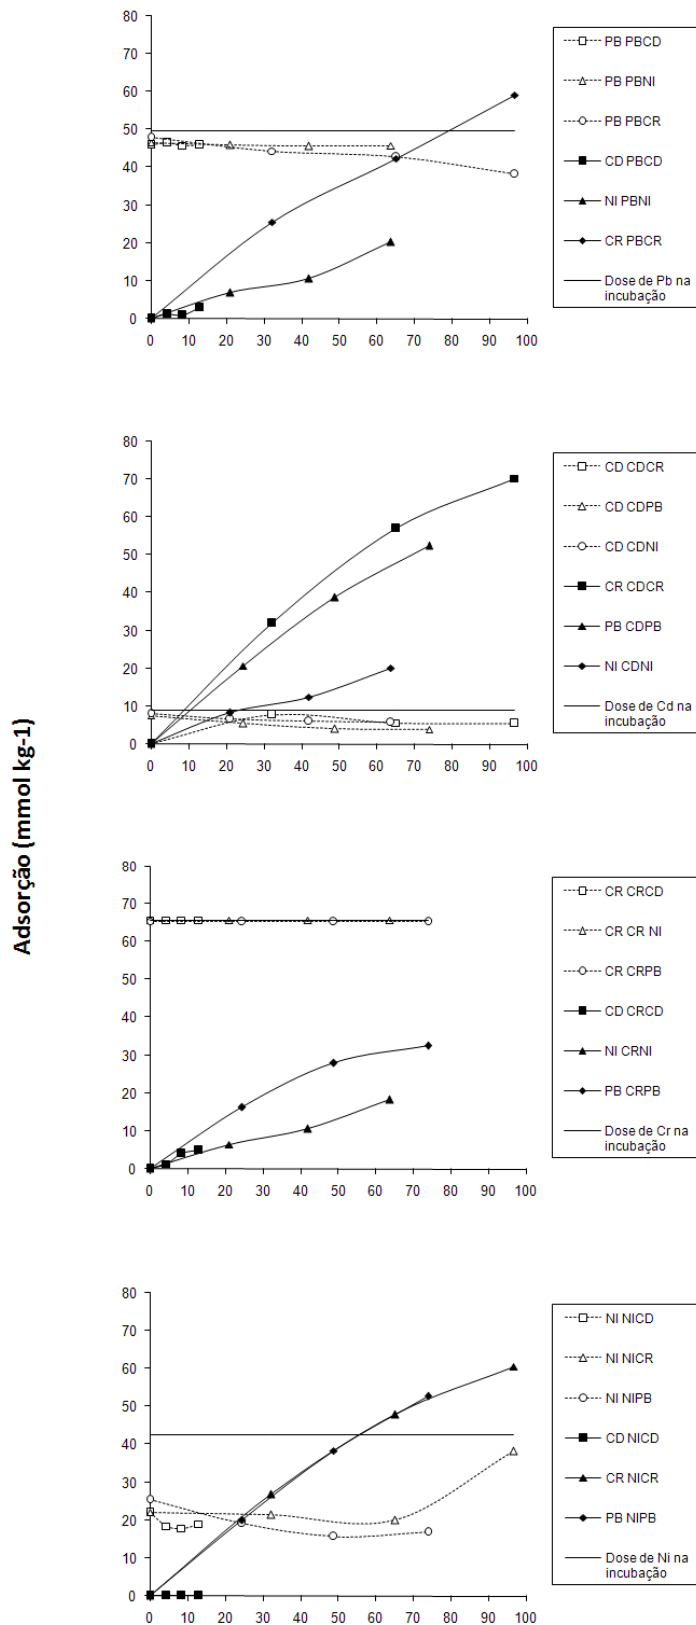 80
70
60
50
40
30
20
10
0
0 10 20 30 40 50 60 70 80 90 100
PB PBCD
PB PBNI
PB PBCR
CD PBCD
NI PBNI
CR PBCR
Dose de Pb na
incubação
80
70
60
50
40
30
20
10
0
0 10 20 30 40 50 60 70 80 90 100
CD CDCR
CD CDPB
CD CDNI
CR CDCR
PB CDPB
NI CDNI
Dose de Cd na
incubação
Adsorção (mmol kg-1)
80
70
60
50
40
30
20
10
0
0 10 20 30 40 50 60 70 80 90 100
CR CRCD
CR CR NI
CR CRPB
CD CRCD
NI CRNI
PB CRPB
Dose de Cr na
incubação
80
70
60
50
40
30
20
10
0
0 10 20 30 40 50 60 70 80 90 100
NI NICD
NI NICR
NI NIPB
CD NICD
CR NICR
PB NIPB
Dose de Ni na
incubação